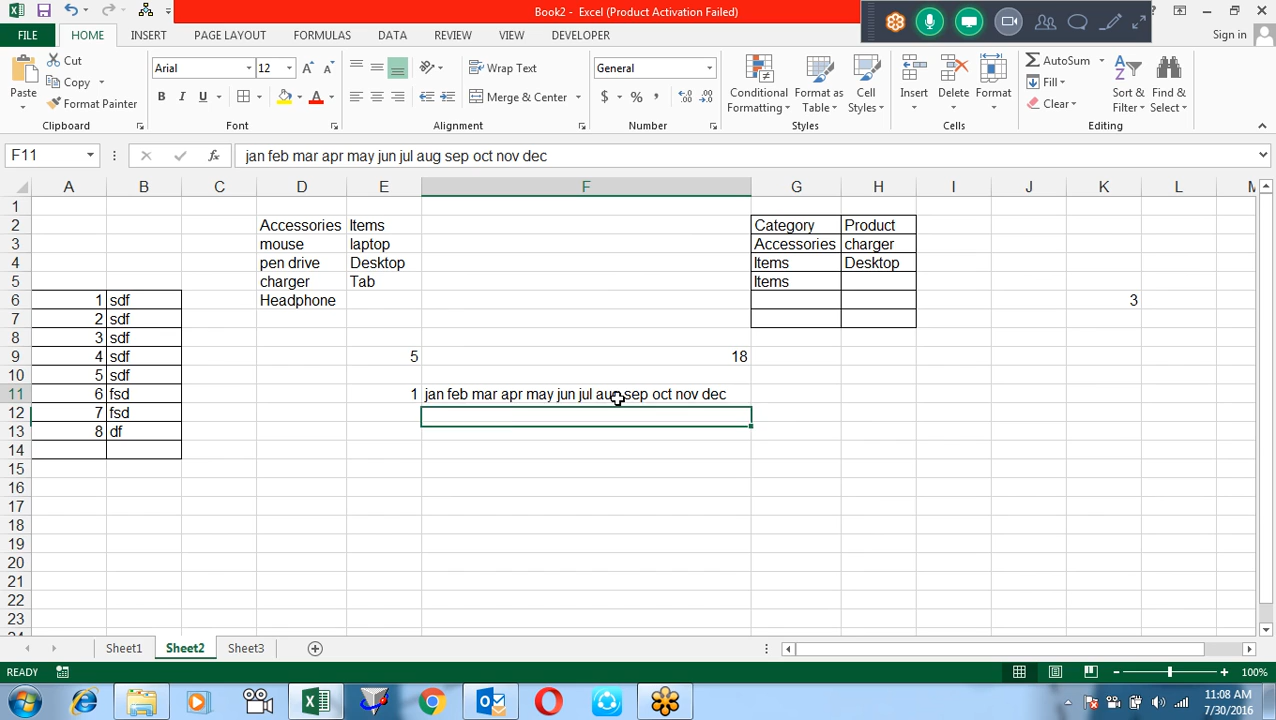 Book2 - Excel (Product Activation Failed)
FILE HOME INSERT PAGE LAYOUT FORMULAS DATA REVIEW VIEW DEVELOPER Sign in
Paste Cut Copy Format Painter Clipboard
Arial 12 B I U A Font
Wrap Text Merge & Center Alignment
General $ % , Number
Conditional Formatting Format as Table Cell Styles Styles
Insert Delete Format Cells
AutoSum Fill Clear Sort & Filter Find & Select Editing
F11 fx jan feb mar apr may jun jul aug sep oct nov dec
A B C D E F G H I J K L M
1
2 Accessories Items Category Product
3 mouse laptop Accessories charger
4 pen drive Desktop Items Desktop
5 charger Tab Items
6 1 sdf Headphone 3
7 2 sdf
8 3 sdf
9 4 sdf 5 18
10 5 sdf
11 6 fsd 1 jan feb mar apr may jun jul aug sep oct nov dec
12 7 fsd
13 8 df
14
15
16
17
18
19
20
21
22
23
Sheet1 Sheet2 Sheet3
READY 100%
11:08 AM
7/30/2016